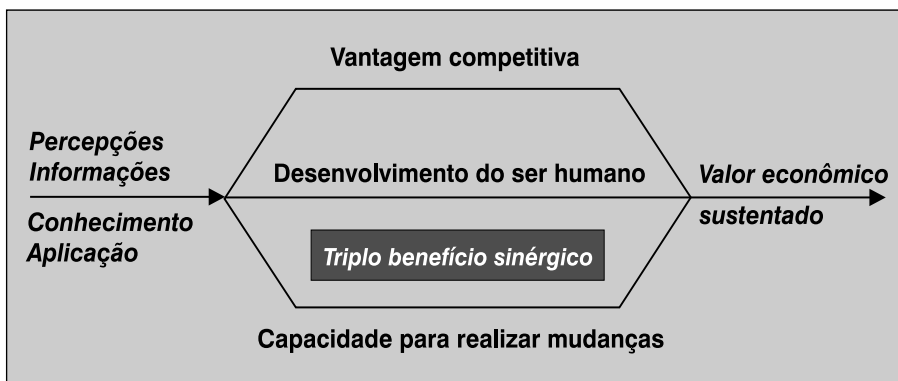 Vantagem competitiva
Percepções
Informações
Conhecimento
Aplicação
Desenvolvimento do ser humano
Triplo benefício sinérgico
Capacidade para realizar mudanças
Valor econômico
sustentado